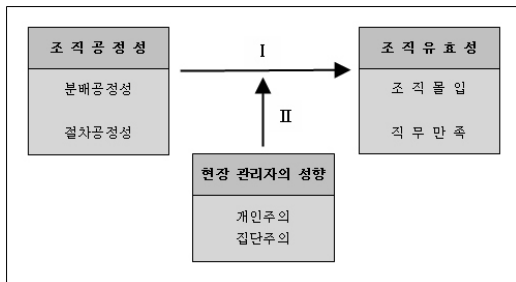 조 직 공 정 성
분배공정성
절차공정성
Ⅰ
조 직 유 효 성
조 직 몰 입
직 무 만 족
Ⅱ
현장 관리자의 성향
개인주의
집단주의